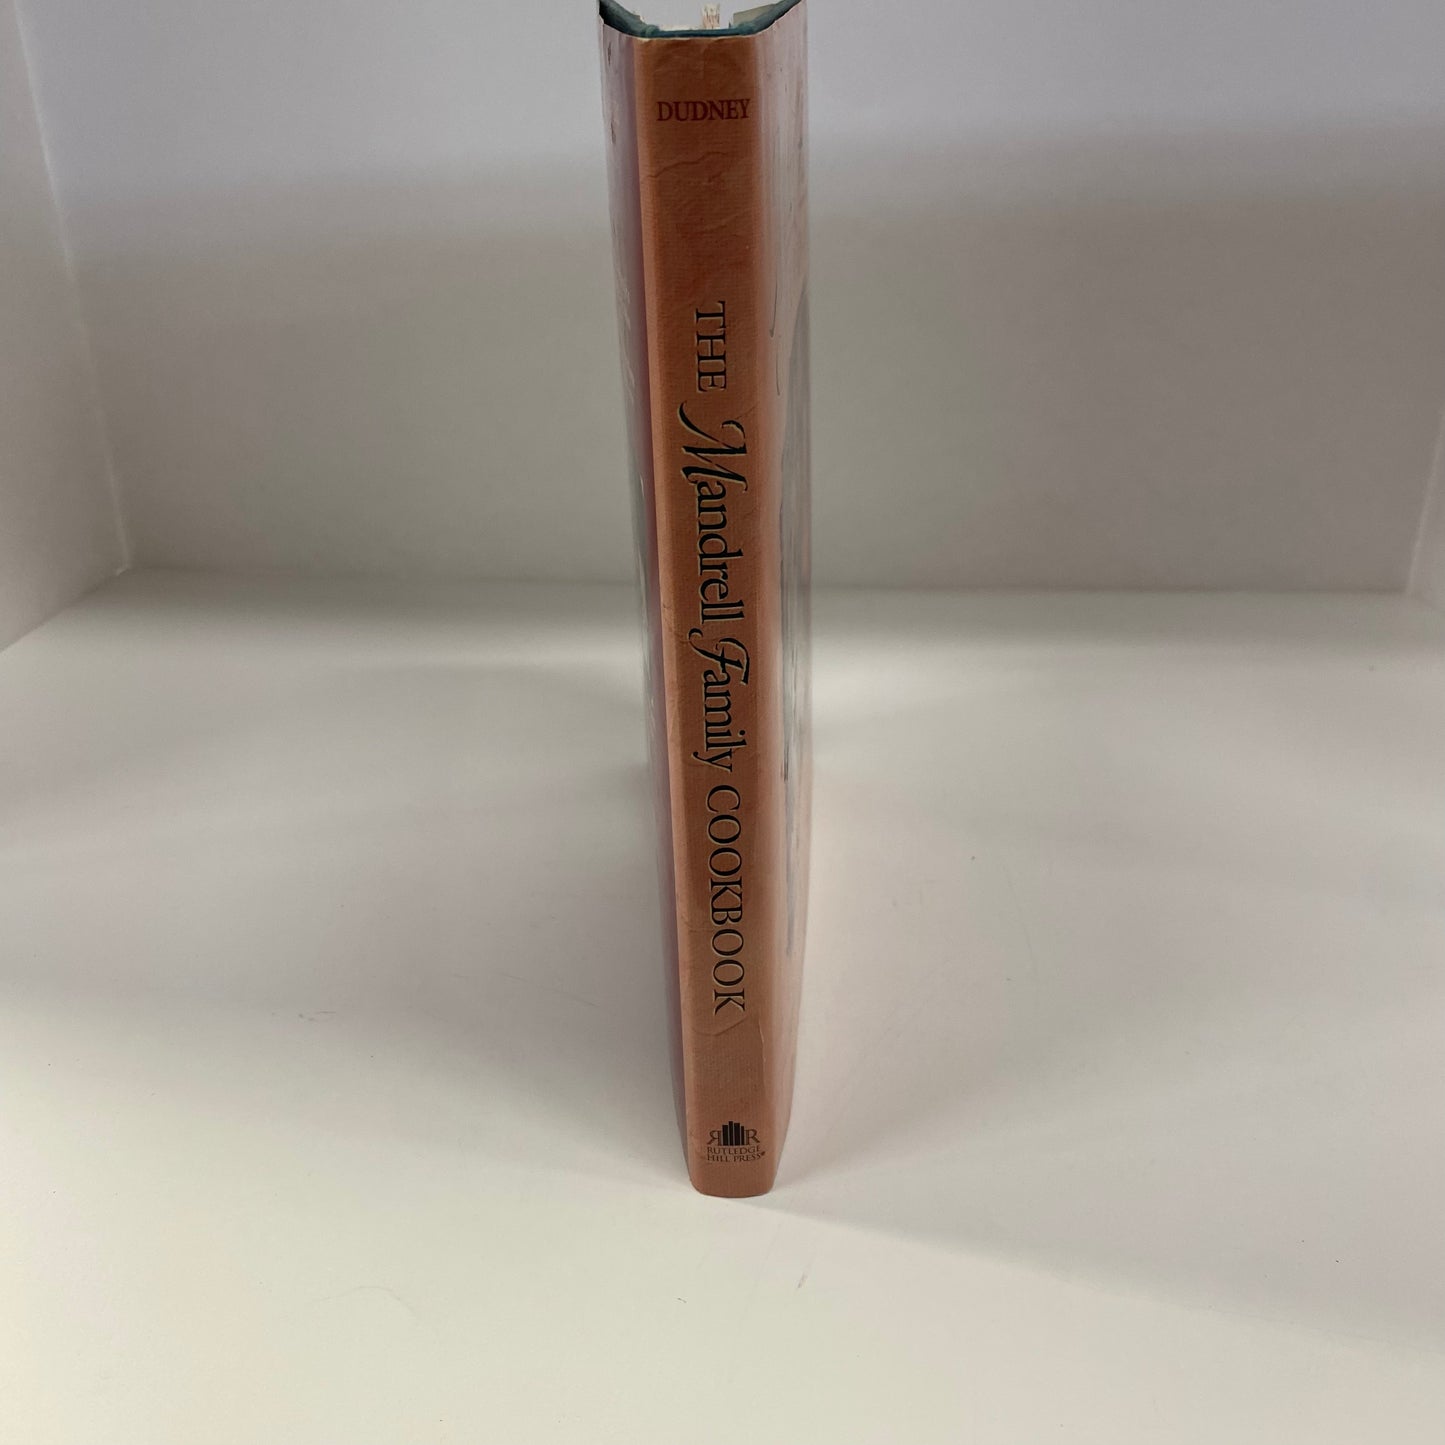 DUDNEY
THE Mandrell Family COOKBOOK
R R
RUTLEDGE
HILL PRESS®